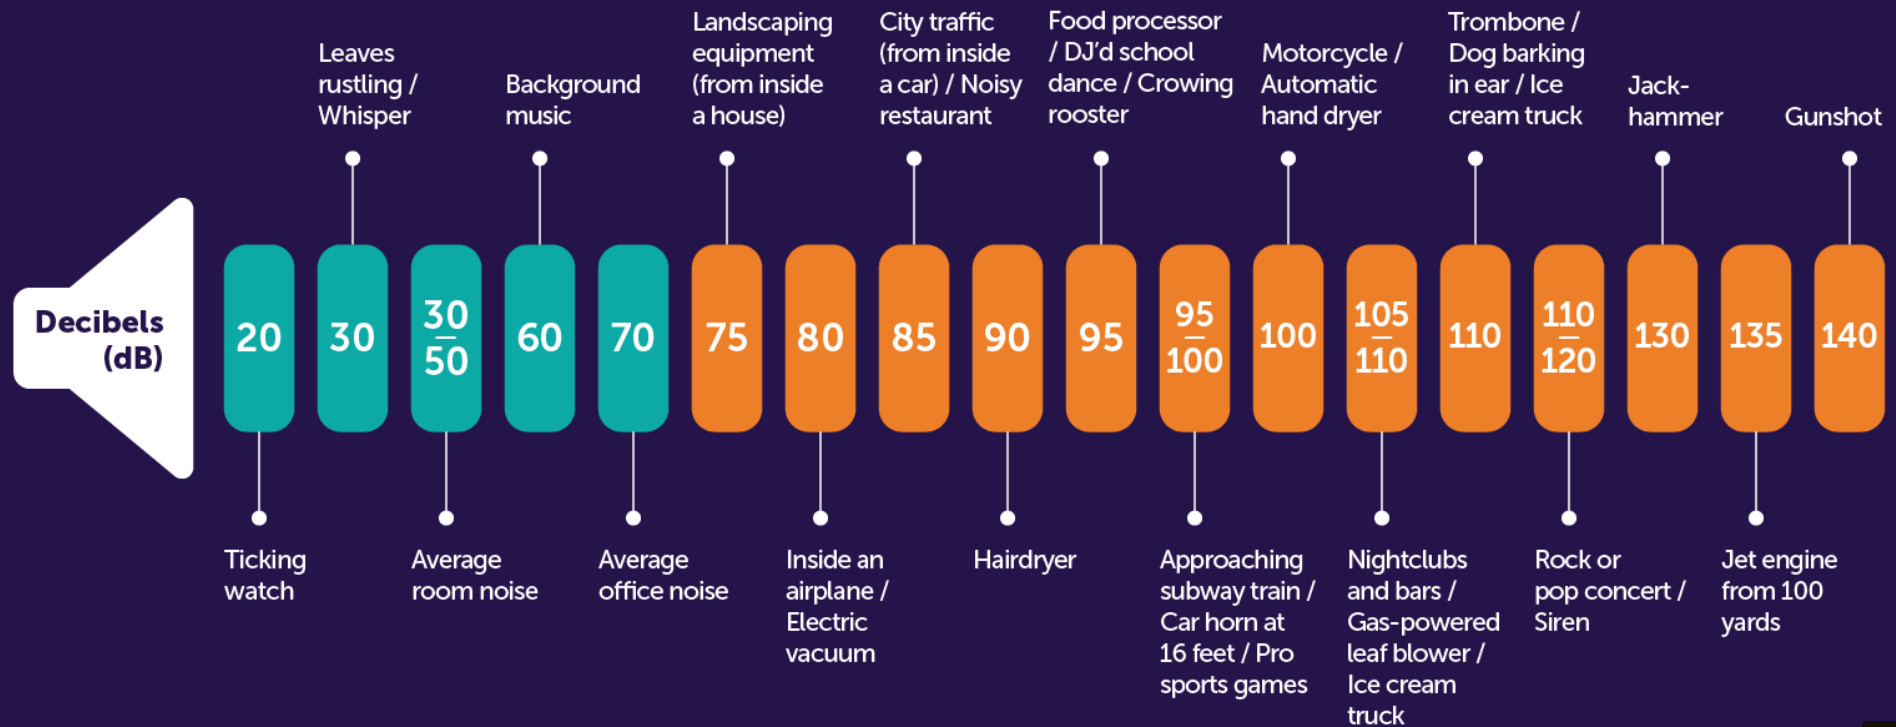 Landscaping
equipment
(from inside
a house)
City traffic
(from inside
a car) / Noisy
restaurant
Food processor
/ DJ’d school
dance / Crowing
rooster
Trombone /
Dog barking
in ear / Ice
cream truck
Leaves
rustling /
Whisper
Background
music
Motorcycle /
Automatic
hand dryer
Jack-
hammer
Gunshot
Decibels
(dB)
20
30
30
—
50
60
70
75
80
85
90
95
95
—
100
100
105
—
110
110
110
—
120
130
135
140
Ticking
watch
Average
room noise
Average
office noise
Inside an
airplane /
Electric
vacuum
Hairdryer
Approaching
subway train /
Car horn at
16 feet / Pro
sports games
Nightclubs
and bars /
Gas-powered
leaf blower /
Ice cream
truck
Rock or
pop concert /
Siren
Jet engine
from 100
yards